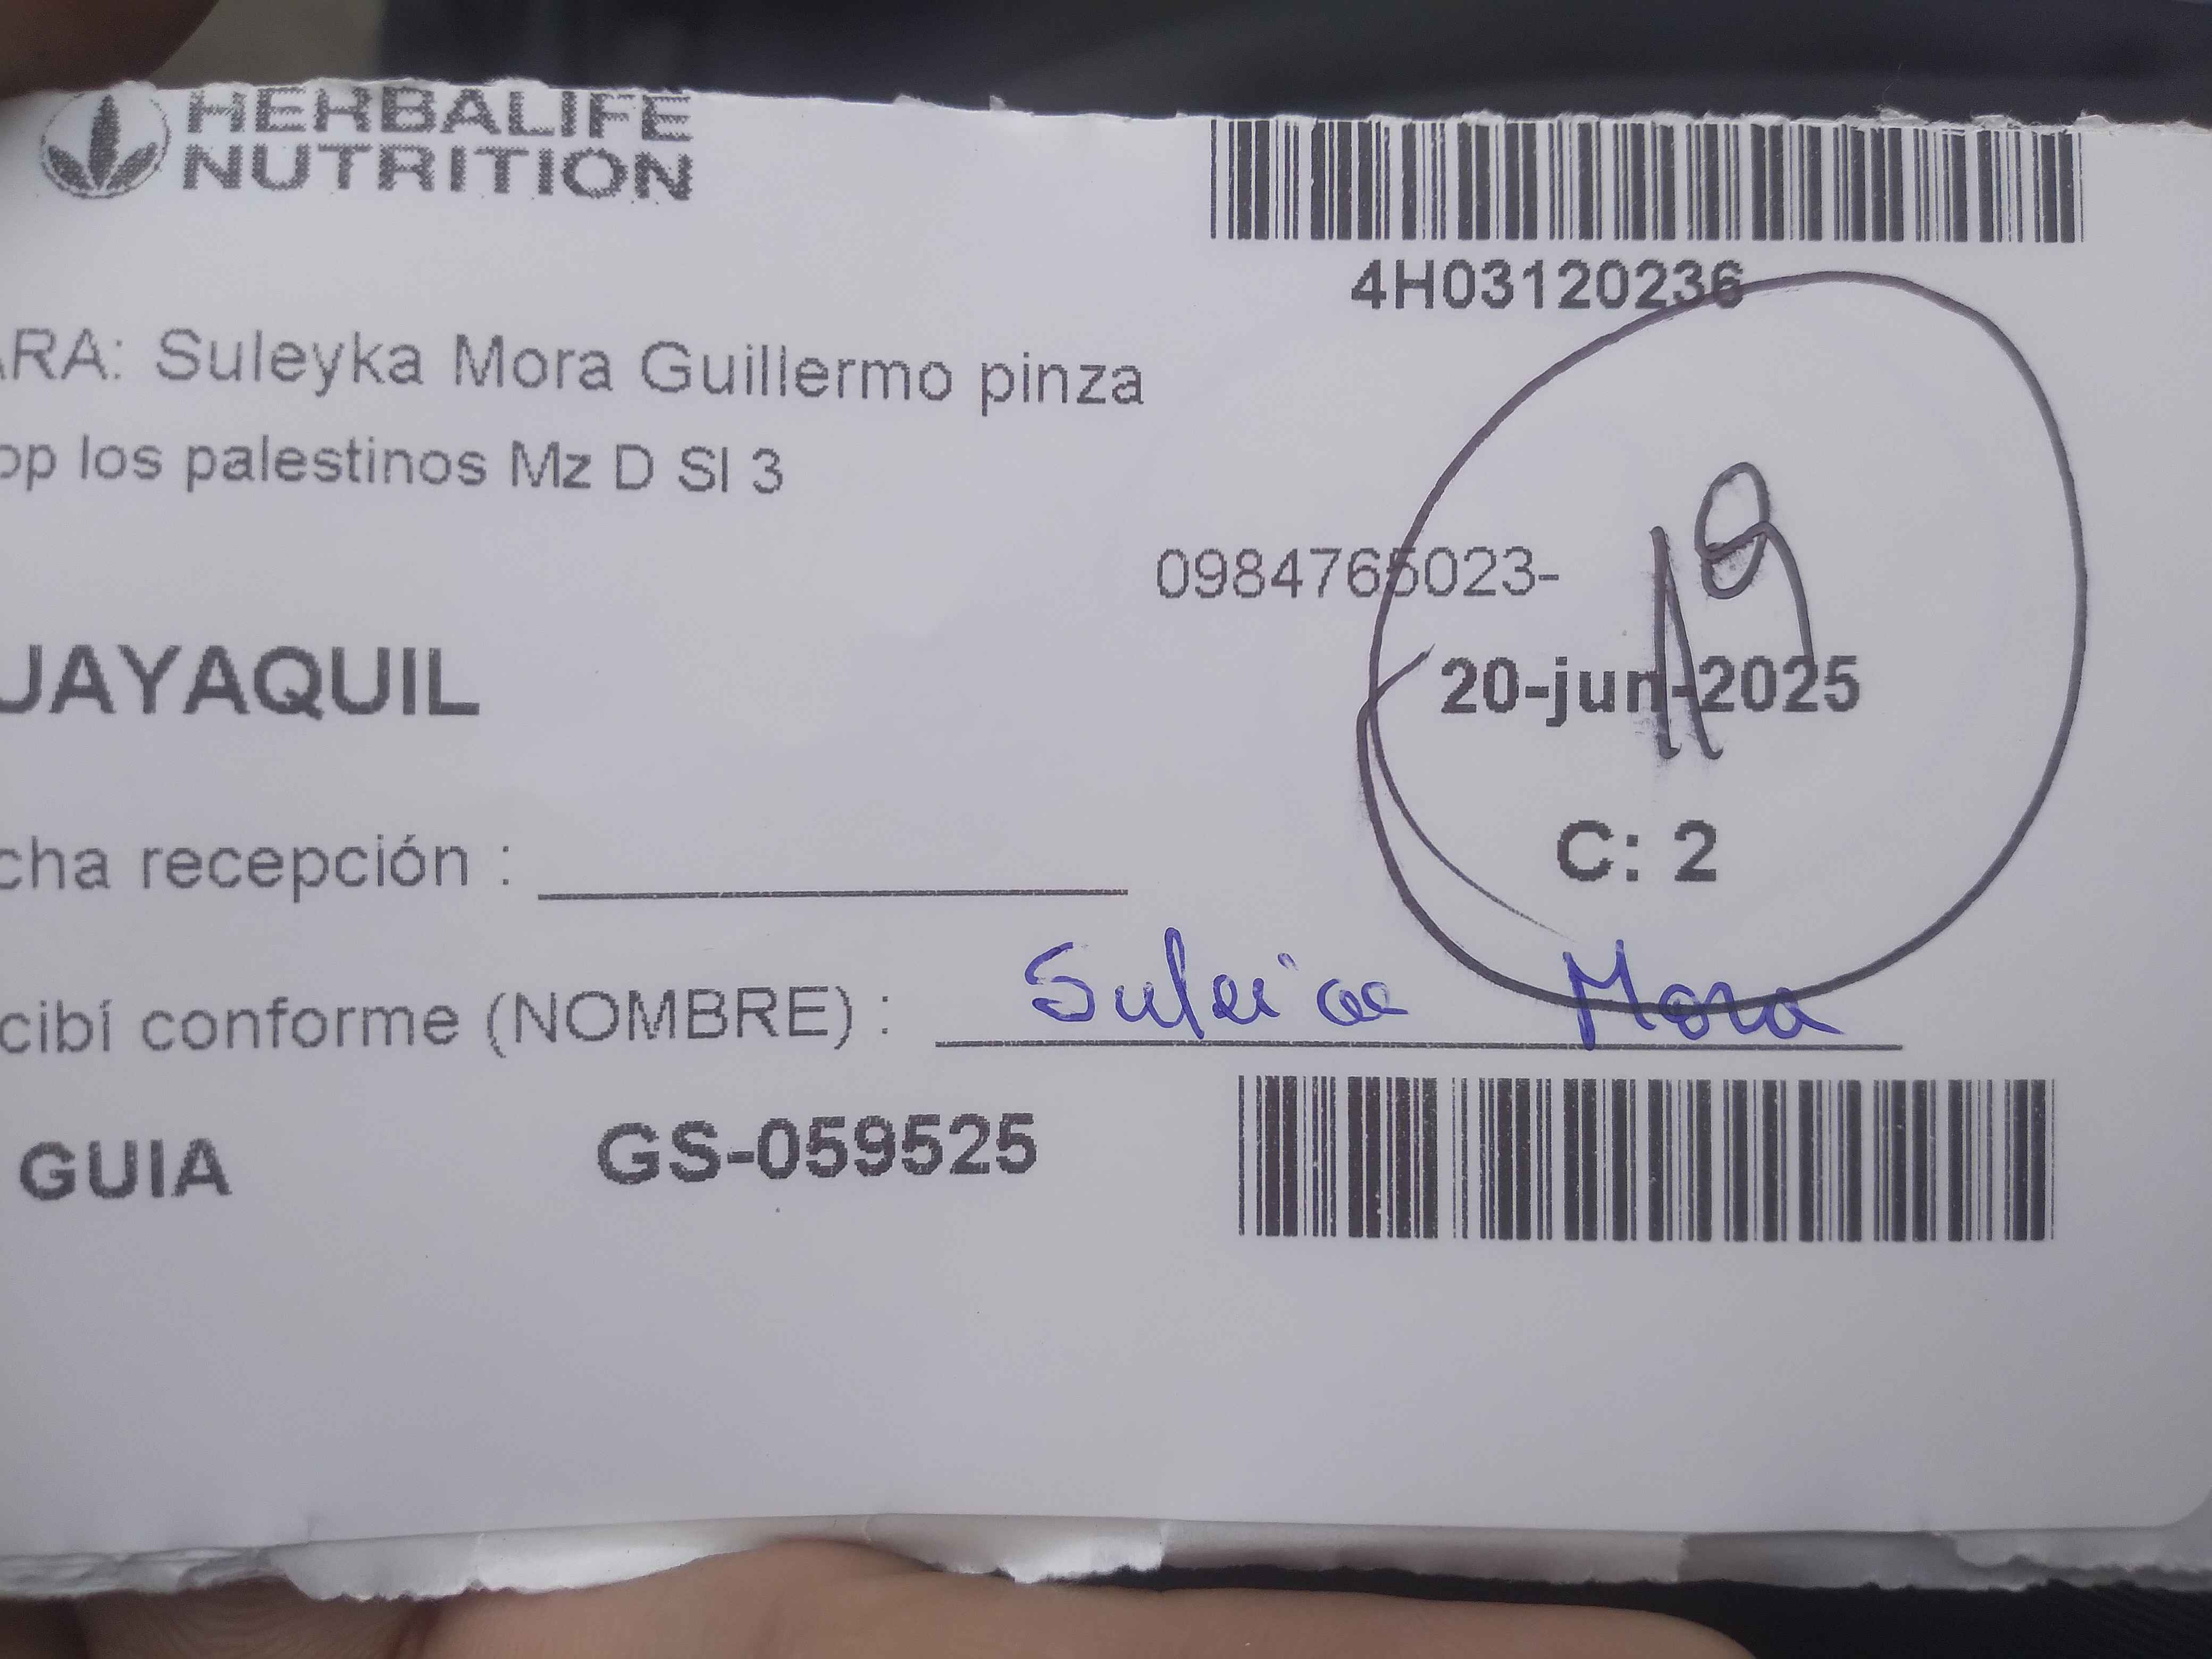 HERBALIFE
NUTRITION
4H03120236
ARA: Suleyka Mora Guillermo pinza
op los palestinos Mz D Sl 3
0984765023-
19
UAYAQUIL
20-jun-2025
C: 2
cha recepción :
cibí conforme (NOMBRE) : Mora
GUIA GS-059525